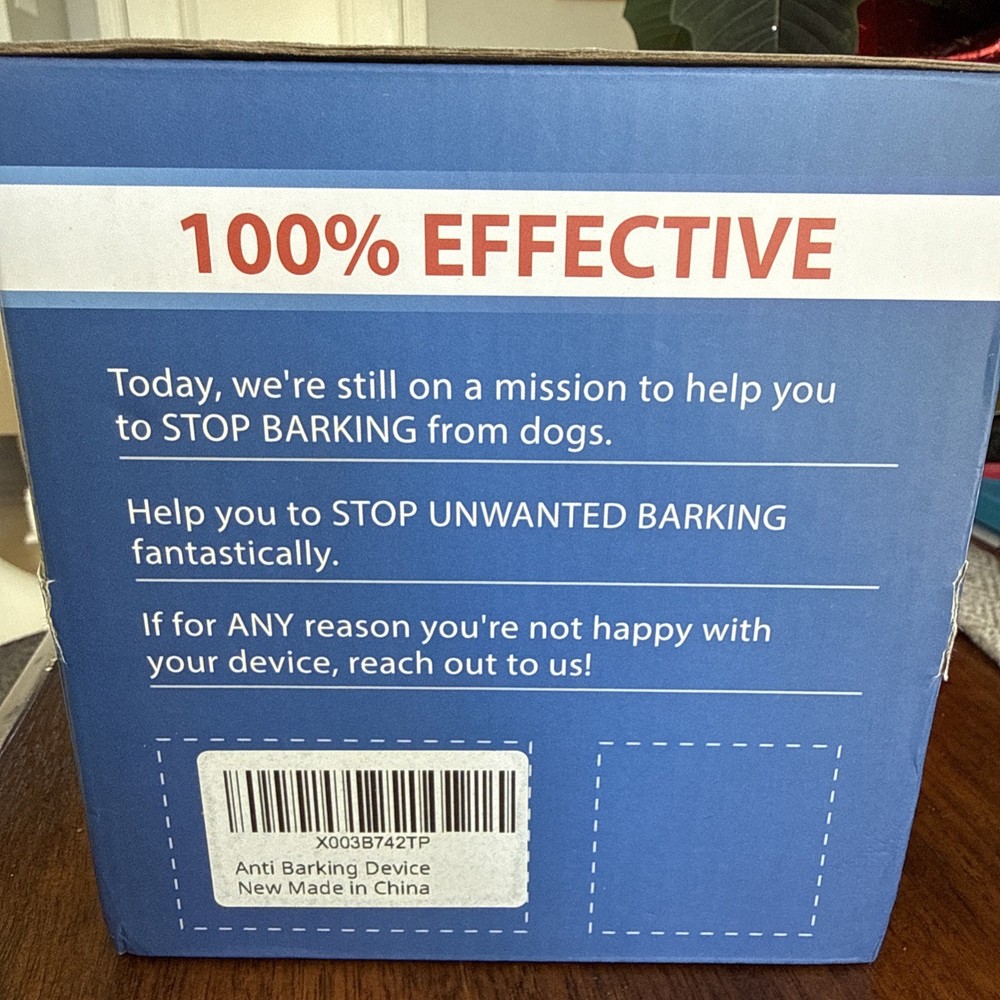 100% EFFECTIVE
Today, we're still on a mission to help you
to STOP BARKING from dogs.
Help you to STOP UNWANTED BARKING
fantastically.
If for ANY reason you're not happy with
your device, reach out to us!
X003B742TP
Anti Barking Device
New Made in China